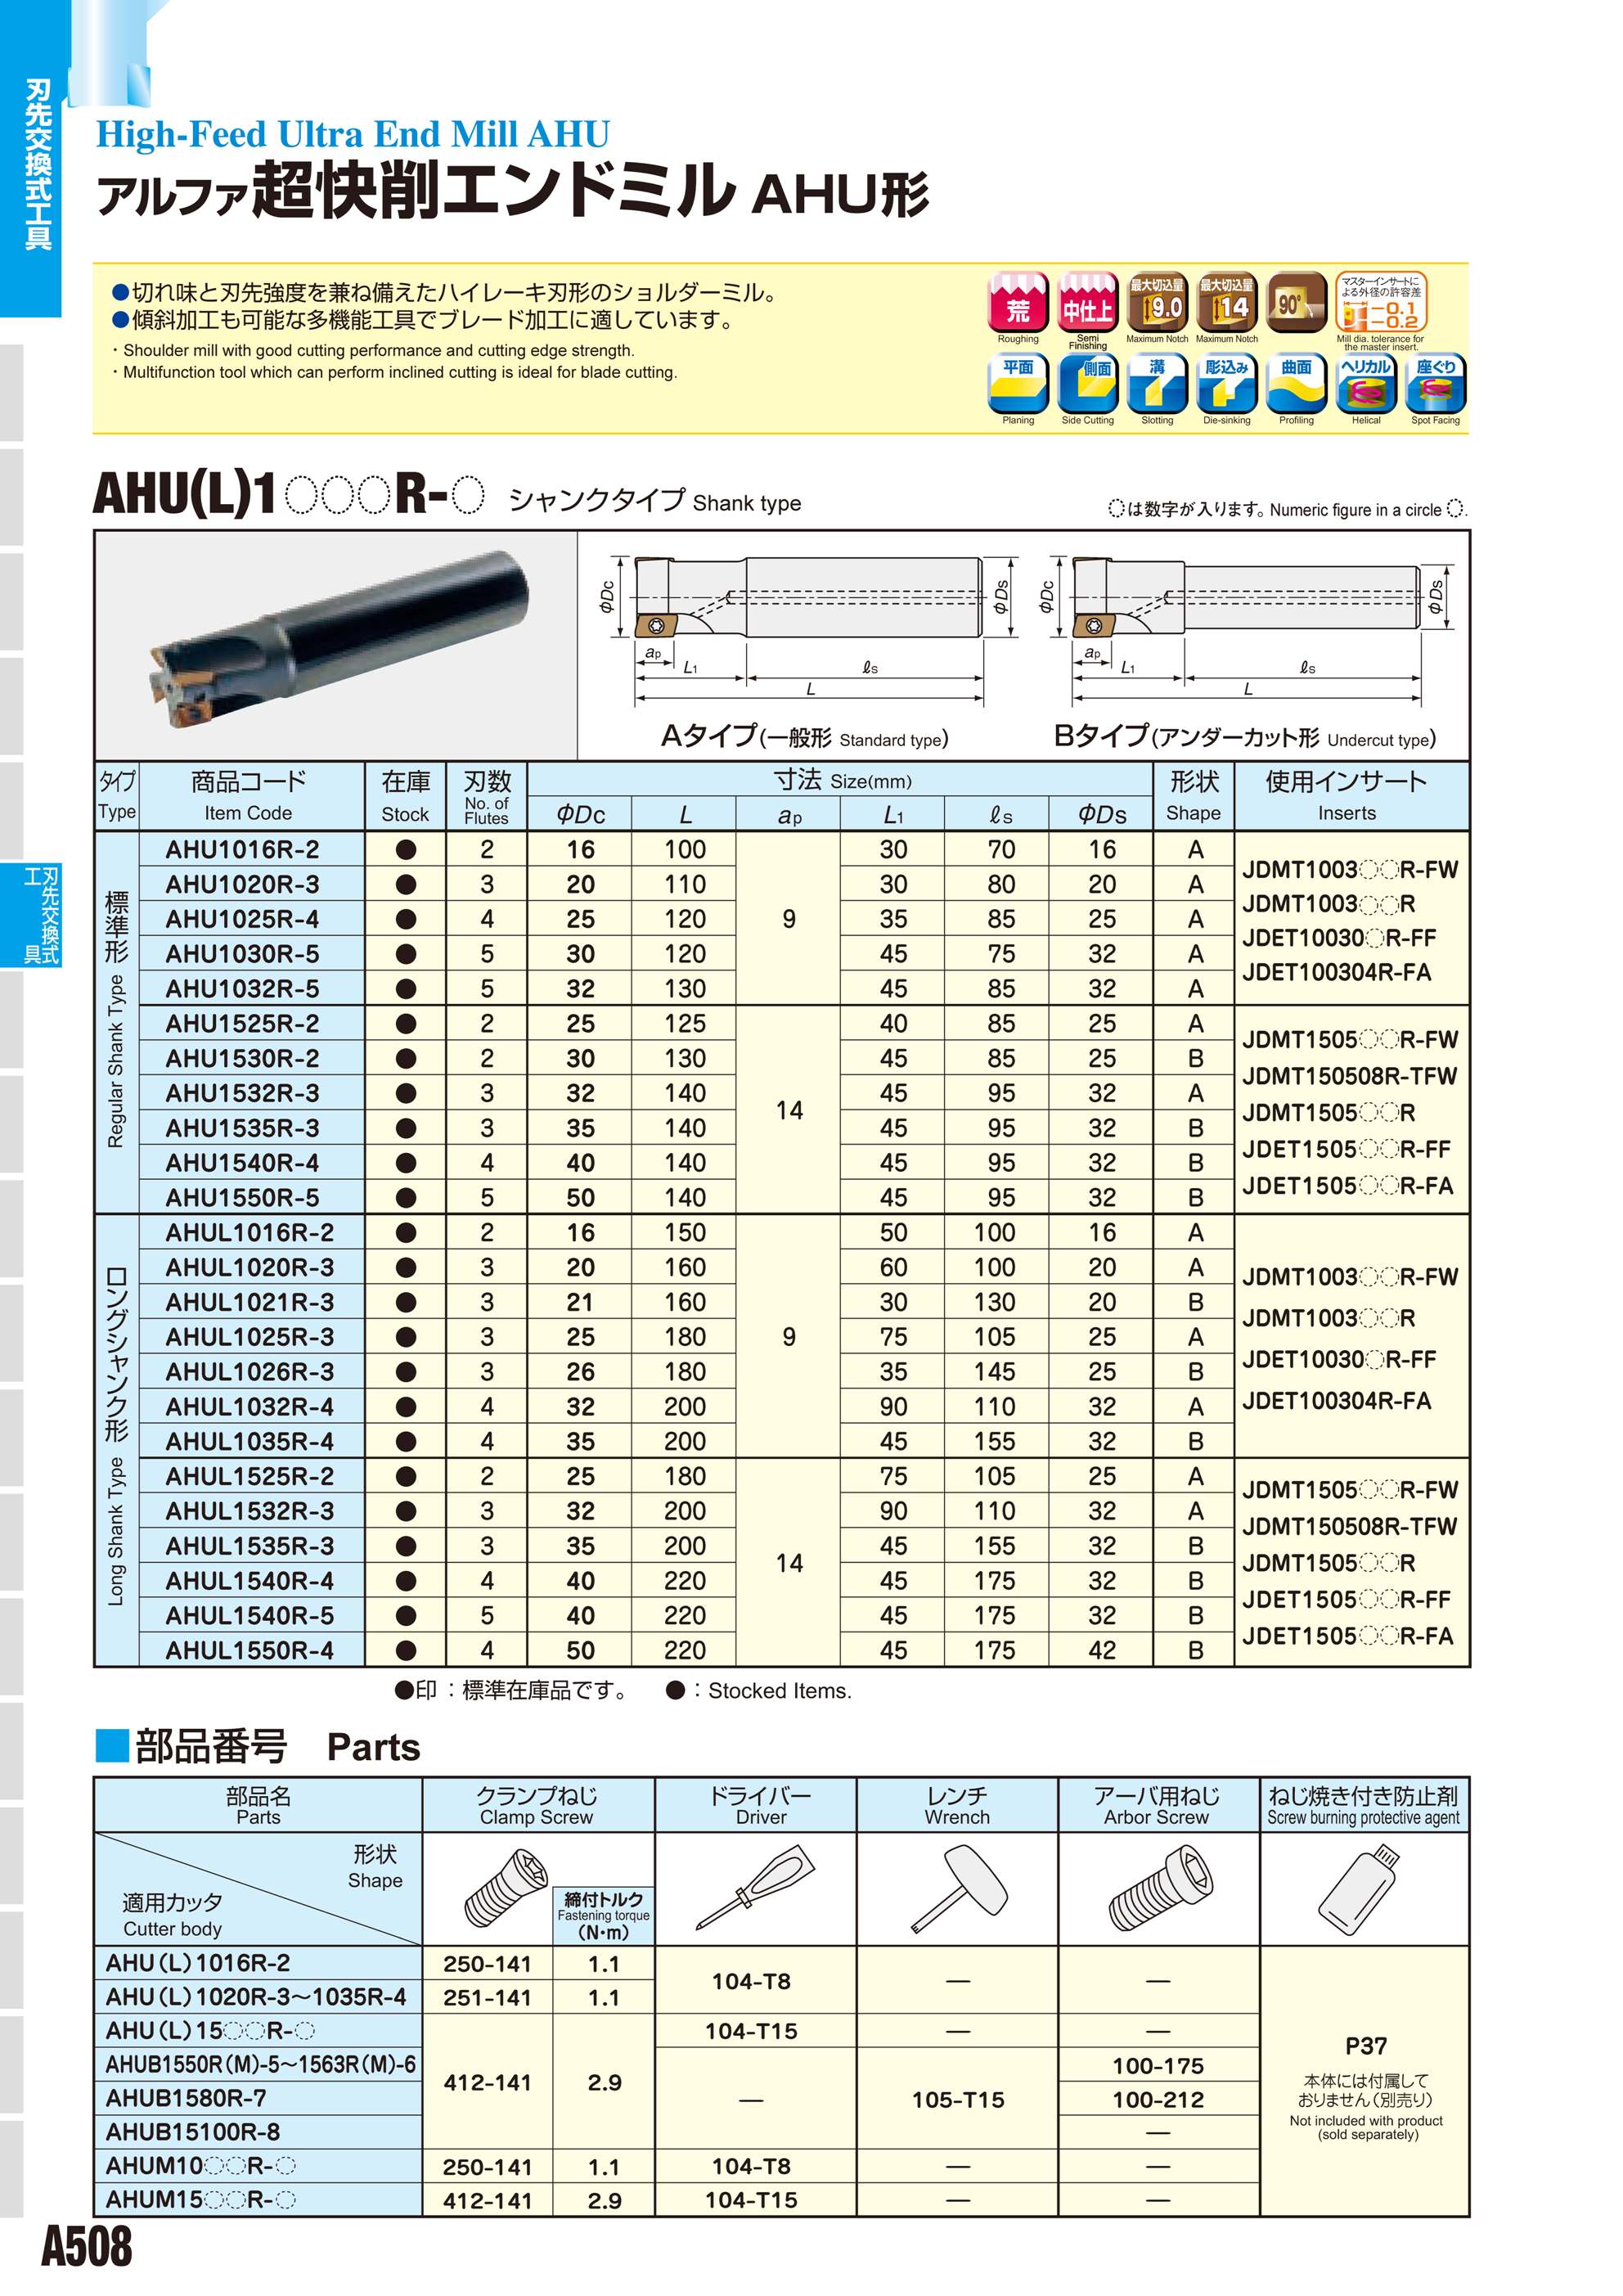 刃先交換式工具
High-Feed Ultra End Mill AHU
アルファ超快削エンドミル AHU形
●切れ味と刃先強度を兼ね備えたハイレーキ刃形のショルダーミル。
●傾斜加工も可能な多機能工具でブレード加工に適しています。
・Shoulder mill with good cutting performance and cutting edge strength.
・Multifunction tool which can perform inclined cutting is ideal for blade cutting.
荒 Roughing
中仕上 Semi Finishing
最大切込量 9.0 Maximum Notch
最大切込量 14 Maximum Notch
90°
マスターインサートによる外径の許容差 -0.1 -0.2 Mill dia. tolerance for the master insert.
平面 Planing
側面 Side Cutting
溝 Slotting
彫込み Die-sinking
曲面 Profiling
ヘリカル Helical
座ぐり Spot Facing
AHU(L)1○○○R-○ シャンクタイプ Shank type
○は数字が入ります。 Numeric figure in a circle ○.
φDc ap L1 ℓs L φDs
Aタイプ(一般形 Standard type)
φDc ap L1 ℓs L φDs
Bタイプ(アンダーカット形 Undercut type)
タイプ Type 商品コード Item Code 在庫 Stock 刃数 No. of Flutes 寸法 Size(mm) 形状 Shape 使用インサート Inserts
φDc L ap L1 ℓs φDs
標準形 Regular Shank Type
AHU1016R-2 ● 2 16 100 30 70 16 A
AHU1020R-3 ● 3 20 110 30 80 20 A
AHU1025R-4 ● 4 25 120 9 35 85 25 A
AHU1030R-5 ● 5 30 120 45 75 32 A
AHU1032R-5 ● 5 32 130 45 85 32 A
JDMT1003○○R-FW
JDMT1003○○R
JDET10030○R-FF
JDET100304R-FA
AHU1525R-2 ● 2 25 125 40 85 25 A
AHU1530R-2 ● 2 30 130 45 85 25 B
AHU1532R-3 ● 3 32 140 45 95 32 A
14
AHU1535R-3 ● 3 35 140 45 95 32 B
AHU1540R-4 ● 4 40 140 45 95 32 B
AHU1550R-5 ● 5 50 140 45 95 32 B
JDMT1505○○R-FW
JDMT150508R-TFW
JDMT1505○○R
JDET1505○○R-FF
JDET1505○○R-FA
ロングシャンク形 Long Shank Type
AHUL1016R-2 ● 2 16 150 50 100 16 A
AHUL1020R-3 ● 3 20 160 60 100 20 A
AHUL1021R-3 ● 3 21 160 30 130 20 B
AHUL1025R-3 ● 3 25 180 9 75 105 25 A
AHUL1026R-3 ● 3 26 180 35 145 25 B
AHUL1032R-4 ● 4 32 200 90 110 32 A
AHUL1035R-4 ● 4 35 200 45 155 32 B
JDMT1003○○R-FW
JDMT1003○○R
JDET10030○R-FF
JDET100304R-FA
AHUL1525R-2 ● 2 25 180 75 105 25 A
AHUL1532R-3 ● 3 32 200 90 110 32 A
AHUL1535R-3 ● 3 35 200 45 155 32 B
14
AHUL1540R-4 ● 4 40 220 45 175 32 B
AHUL1540R-5 ● 5 40 220 45 175 32 B
AHUL1550R-4 ● 4 50 220 45 175 42 B
JDMT1505○○R-FW
JDMT150508R-TFW
JDMT1505○○R
JDET1505○○R-FF
JDET1505○○R-FA
●印：標準在庫品です。 ●：Stocked Items.
■部品番号 Parts
部品名 Parts クランプねじ Clamp Screw ドライバー Driver レンチ Wrench アーバ用ねじ Arbor Screw ねじ焼き付き防止剤 Screw burning protective agent
形状 Shape
適用カッタ Cutter body
締付トルク Fastening torque (N・m)
AHU(L)1016R-2 250-141 1.1
104-T8 — —
AHU(L)1020R-3～1035R-4 251-141 1.1
AHU(L)15○○R-○ 104-T15 — —
AHUB1550R(M)-5～1563R(M)-6 100-175
412-141 2.9
AHUB1580R-7 — 105-T15 100-212
AHUB15100R-8 —
AHUM10○○R-○ 250-141 1.1 104-T8 — —
AHUM15○○R-○ 412-141 2.9 104-T15 — —
P37
本体には付属して
おりません(別売り)
Not included with product
(sold separately)
刃先交換式工具
A508